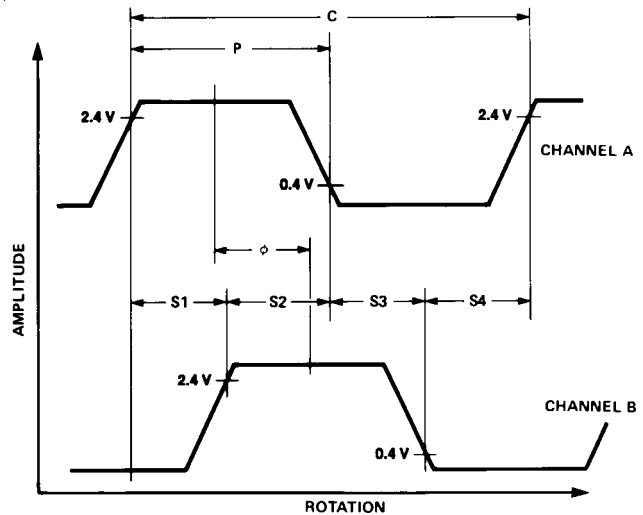 C
P
2.4 V
2.4 V
CHANNEL A
0.4 V
ϕ
S1
S2
S3
S4
AMPLITUDE
2.4 V
CHANNEL B
0.4 V
ROTATION